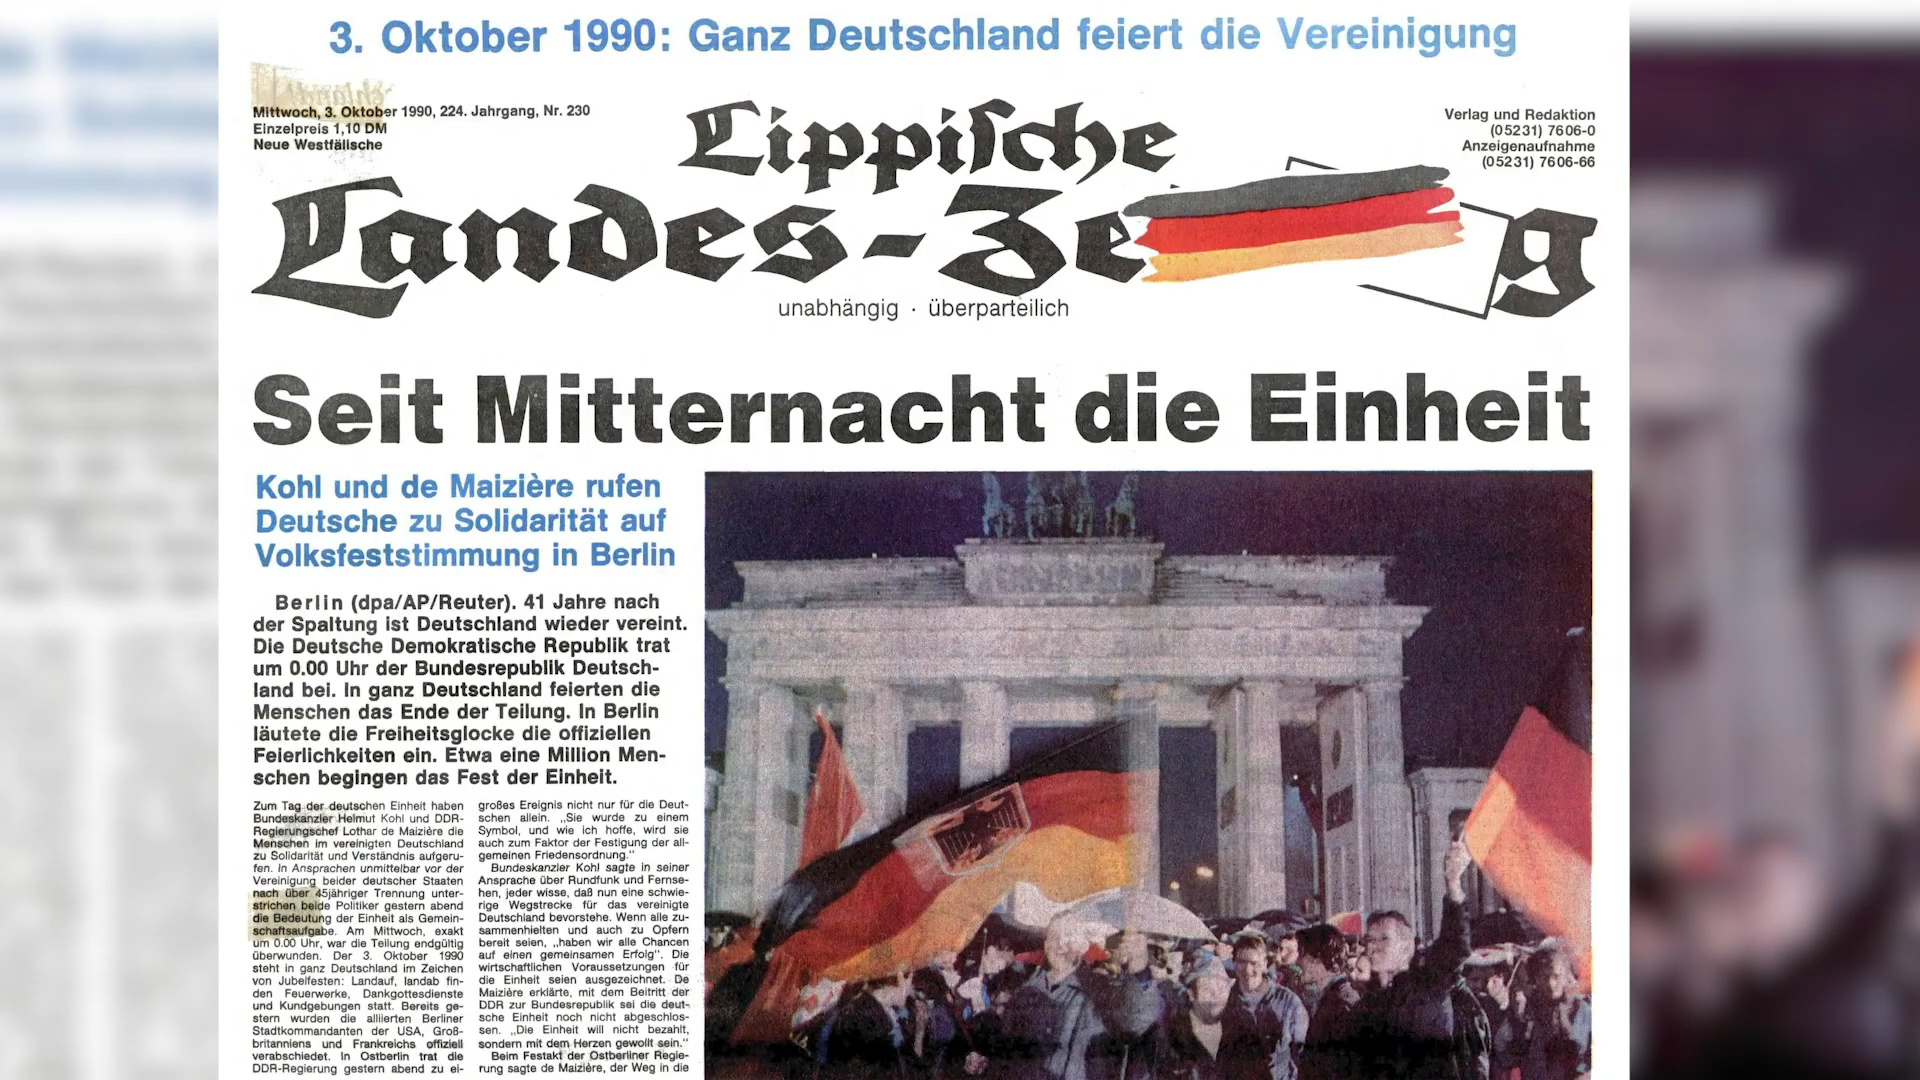 3. Oktober 1990: Ganz Deutschland feiert die Vereinigung
Mittwoch, 3. Oktober 1990, 224. Jahrgang, Nr. 230
Einzelpreis 1,10 DM
Neue Westfälische
Verlag und Redaktion
(05231) 7606-0
Anzeigenaufnahme
(05231) 7606-66
Lippische
Landes-Ze g
unabhängig · überparteilich
Seit Mitternacht die Einheit
Kohl und de Maizière rufen
Deutsche zu Solidarität auf
Volksfeststimmung in Berlin
Berlin (dpa/AP/Reuter). 41 Jahre nach
der Spaltung ist Deutschland wieder vereint.
Die Deutsche Demokratische Republik trat
um 0.00 Uhr der Bundesrepublik Deutsch-
land bei. In ganz Deutschland feierten die
Menschen das Ende der Teilung. In Berlin
läutete die Freiheitsglocke die offiziellen
Feierlichkeiten ein. Etwa eine Million Men-
schen begingen das Fest der Einheit.
Zum Tag der deutschen Einheit haben
Bundeskanzler Helmut Kohl und DDR-
Regierungschef Lothar de Maizière die
Menschen im vereinigten Deutschland
zu Solidarität und Verständnis aufgeru-
fen. In Ansprachen unmittelbar vor der
Vereinigung beider deutscher Staaten
nach über 45jähriger Trennung unter-
strichen beide Politiker gestern abend
die Bedeutung der Einheit als Gemein-
schaftsaufgabe. Am Mittwoch, exakt
um 0.00 Uhr, war die Teilung endgültig
überwunden. Der 3. Oktober 1990
steht in ganz Deutschland im Zeichen
von Jubelfesten: Landauf, landab fin-
den Feuerwerke, Dankgottesdienste
und Kundgebungen statt. Bereits ge-
stern wurden die alliierten Berliner
Stadtkommandanten der USA, Groß-
britanniens und Frankreichs offiziell
verabschiedet. In Ostberlin trat die
DDR-Regierung gestern abend zu ei-
großes Ereignis nicht nur für die Deut-
schen allein. „Sie wurde zu einem
Symbol, und wie ich hoffe, wird sie
auch zum Faktor der Festigung der all-
gemeinen Friedensordnung."
Bundeskanzler Kohl sagte in seiner
Ansprache über Rundfunk und Fernse-
hen, jeder wisse, daß nun eine schwie-
rige Wegstrecke für das vereinigte
Deutschland bevorstehe. Wenn alle zu-
sammenhielten und auch zu Opfern
bereit seien, „haben wir alle Chancen
auf einen gemeinsamen Erfolg". Die
wirtschaftlichen Voraussetzungen für
die Einheit seien ausgezeichnet. De
Maizière erklärte, mit dem Beitritt der
DDR zur Bundesrepublik sei die deut-
sche Einheit noch nicht abgeschlos-
sen. „Die Einheit will nicht bezahlt,
sondern mit dem Herzen gewollt sein."
Beim Festakt der Ostberliner Regie-
rung sagte de Maizière, der Weg in die